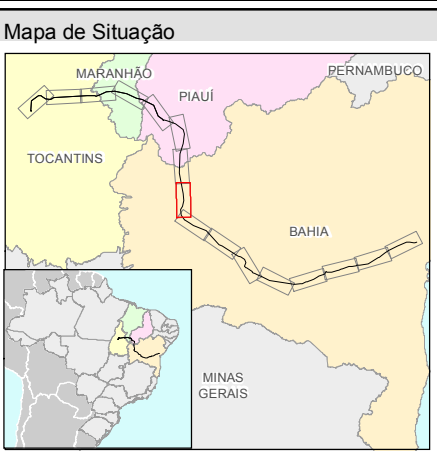 Mapa de Situação
MARANHÃO
PERNAMBUCO
PIAUÍ
TOCANTINS
BAHIA
MINAS
GERAIS